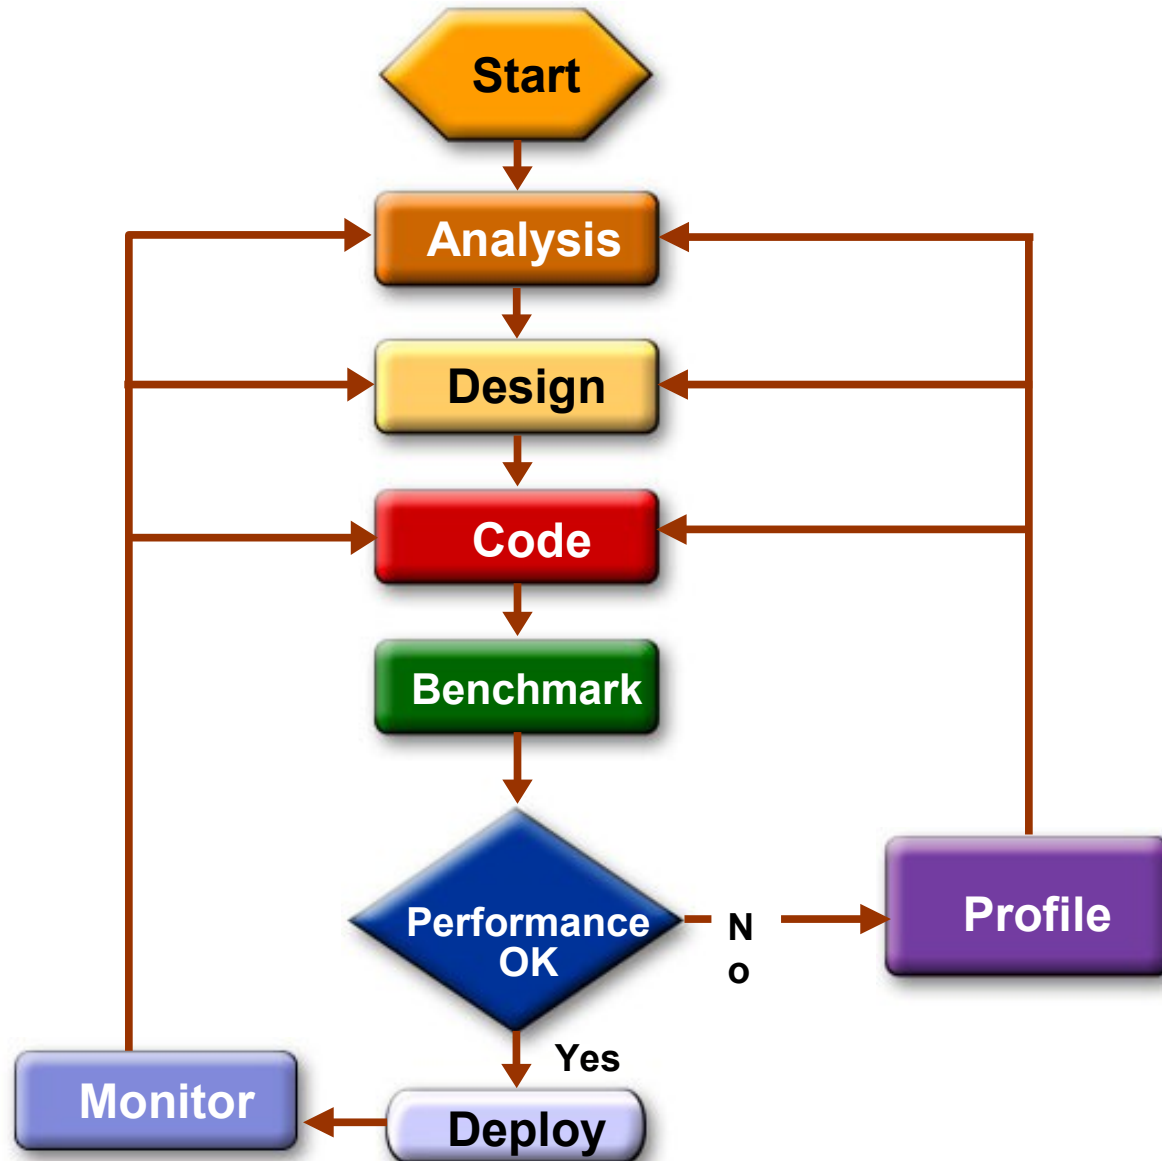 Start
Analysis
Design
Code
Benchmark
Performance
OK
N
o
Profile
Yes
Monitor
Deploy